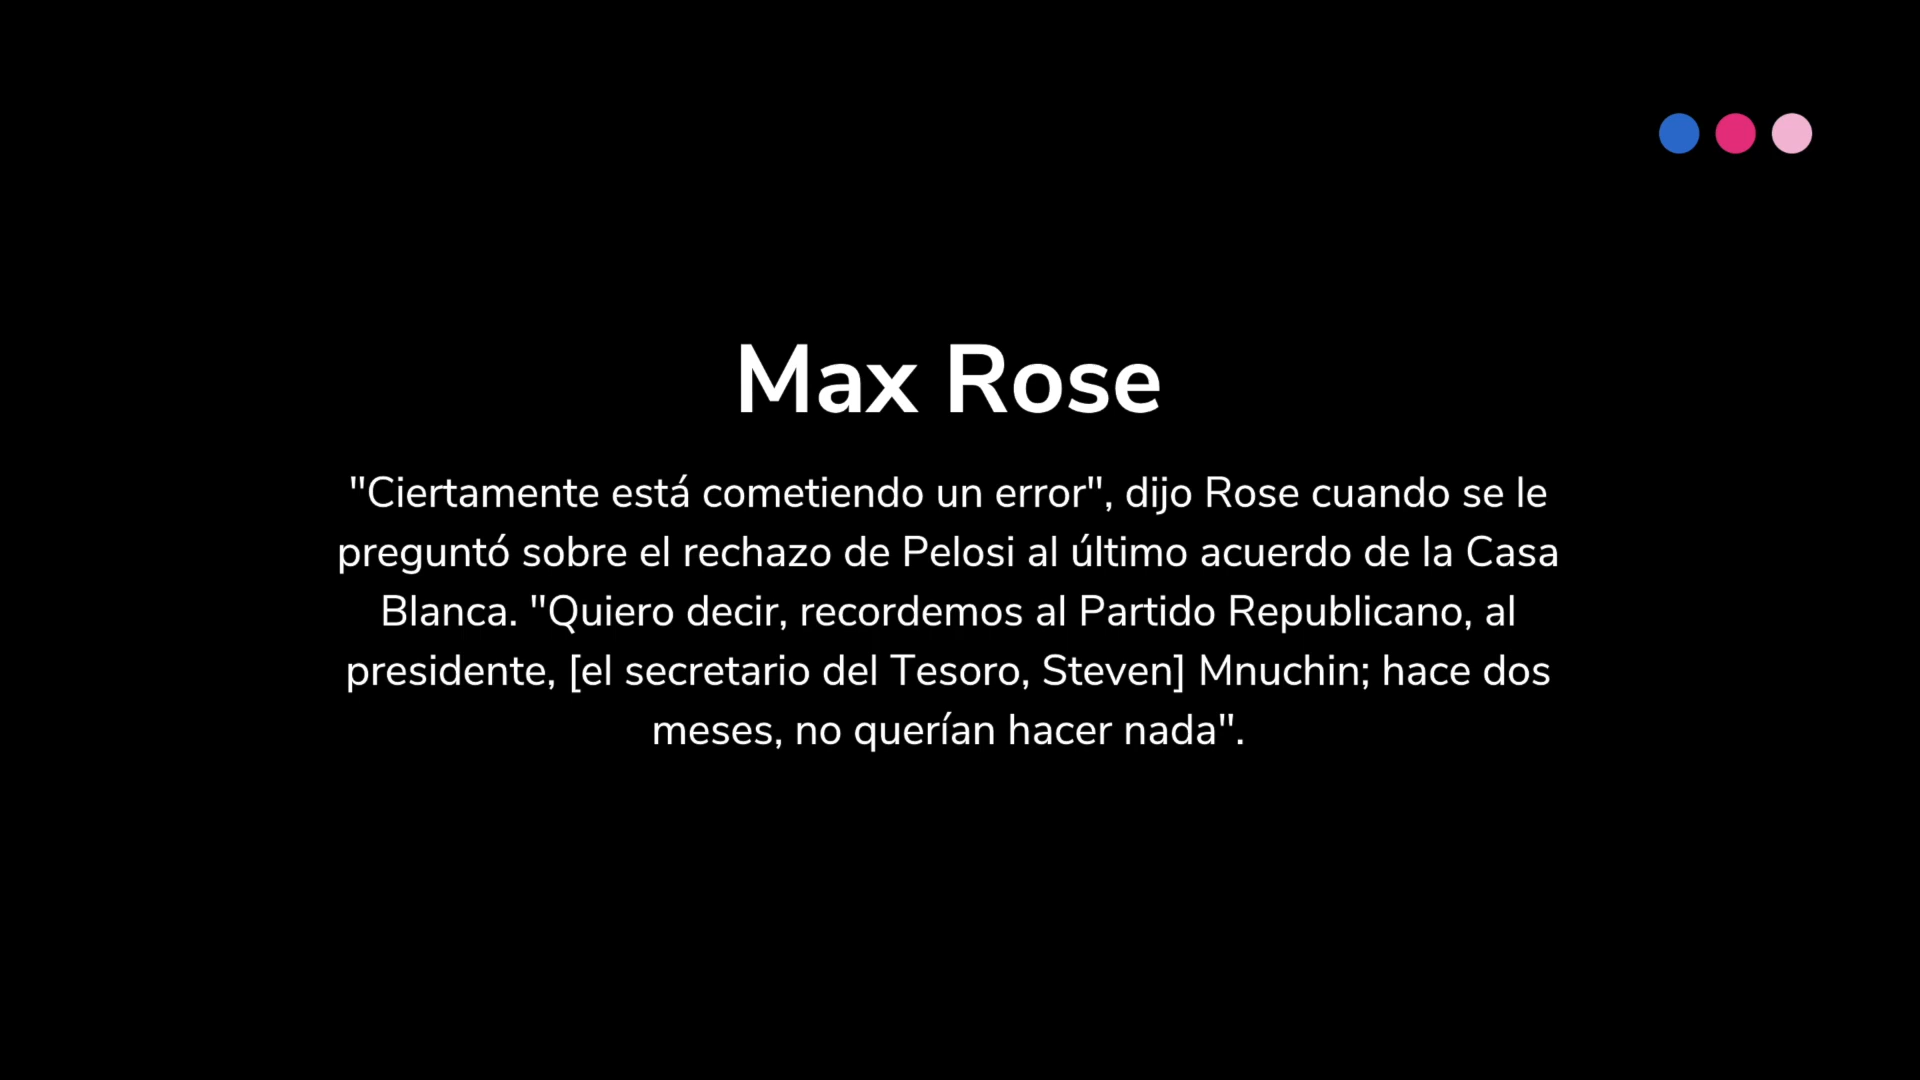 Max Rose
"Ciertamente está cometiendo un error", dijo Rose cuando se le
preguntó sobre el rechazo de Pelosi al último acuerdo de la Casa
Blanca. "Quiero decir, recordemos al Partido Republicano, al
presidente, [el secretario del Tesoro, Steven] Mnuchin; hace dos
meses, no querían hacer nada".